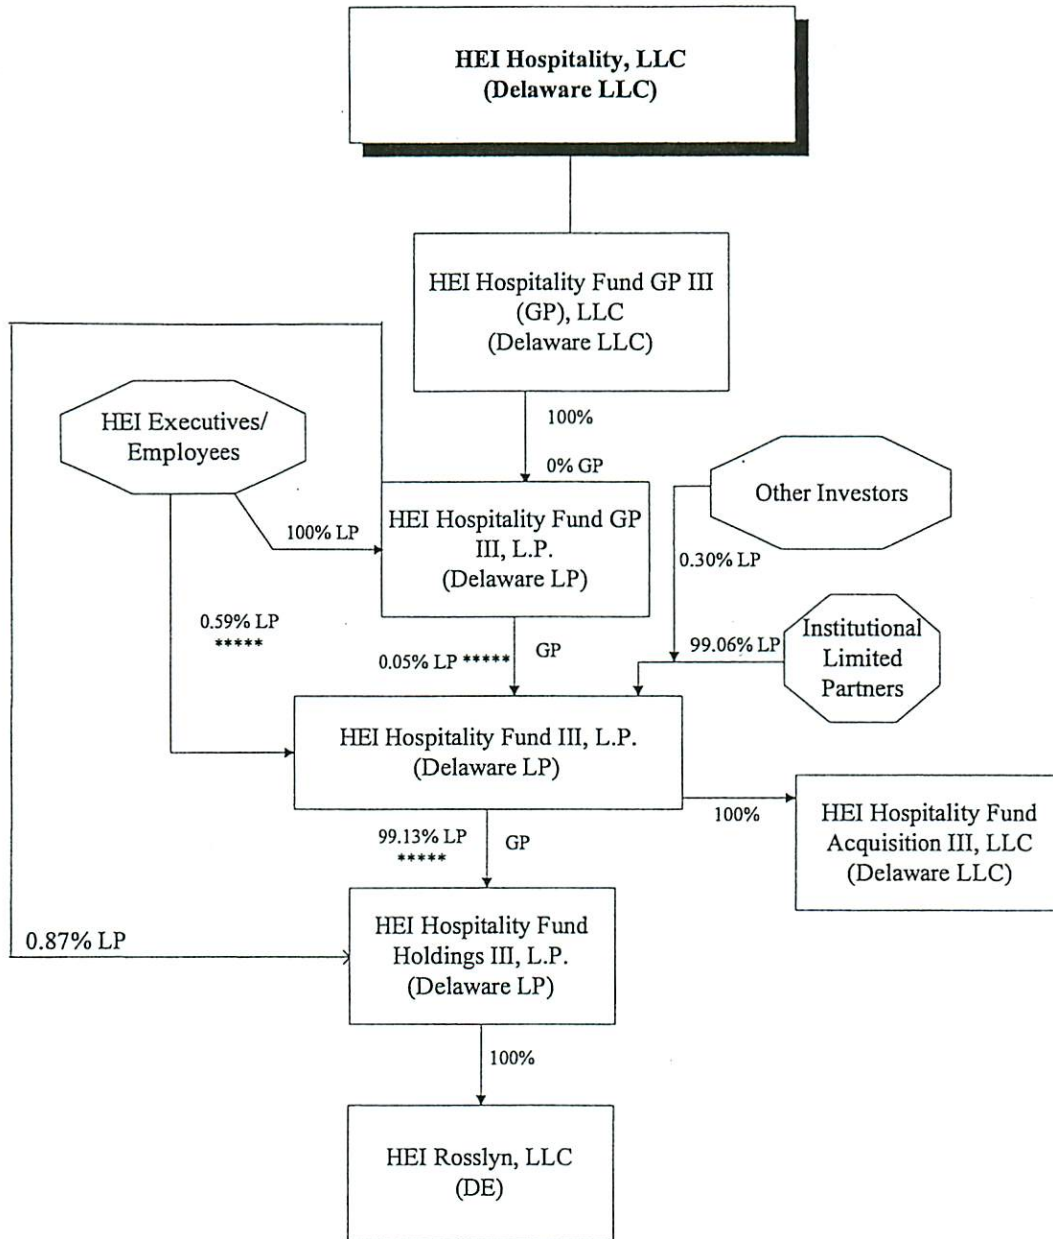 HEI Hospitality, LLC
(Delaware LLC)
HEI Hospitality Fund GP III
(GP), LLC
(Delaware LLC)
HEI Executives/
Employees
100%
0% GP
Other Investors
100% LP
HEI Hospitality Fund GP
III, L.P.
(Delaware LP)
0.30% LP
0.59% LP
*****
0.05% LP ***** GP
99.06% LP
Institutional
Limited
Partners
HEI Hospitality Fund III, L.P.
(Delaware LP)
100%
HEI Hospitality Fund
Acquisition III, LLC
(Delaware LLC)
99.13% LP GP
*****
0.87% LP
HEI Hospitality Fund
Holdings III, L.P.
(Delaware LP)
100%
HEI Rosslyn, LLC
(DE)